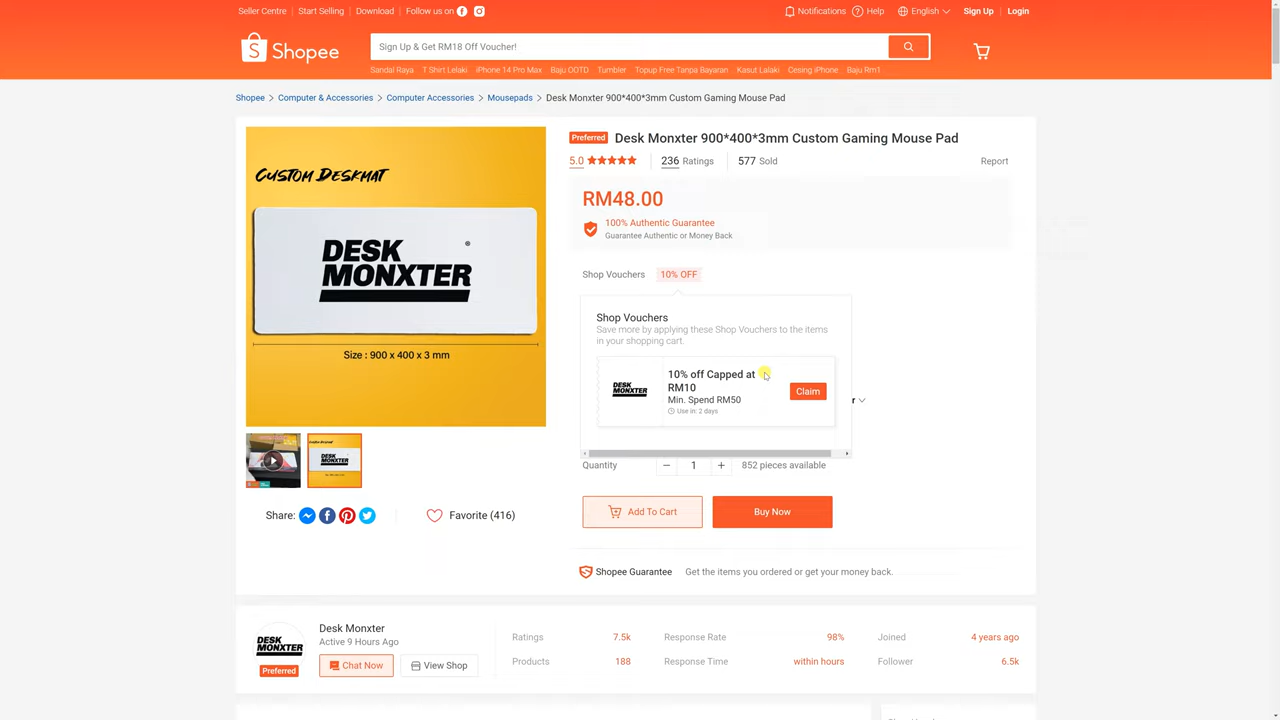 Seller Centre
Start Selling
Download
Follow us on
Notifications
Help
English
Sign Up
Login
Shopee
Sign Up & Get RM18 Off Voucher!
Sandal Raya
T Shirt Lelaki
iPhone 14 Pro Max
Baju OOTD
Tumbler
Topup Free Tanpa Bayaran
Kasut Lalaki
Cesing iPhone
Baju Rm1
Shopee > Computer & Accessories > Computer Accessories > Mousepads > Desk Monxter 900*400*3mm Custom Gaming Mouse Pad
CUSTOM DESKMAT
DESK
MONXTER
®
Size : 900 x 400 x 3 mm
Share:
Favorite (416)
Preferred
Desk Monxter 900*400*3mm Custom Gaming Mouse Pad
5.0
236 Ratings
577 Sold
Report
RM48.00
100% Authentic Guarantee
Guarantee Authentic or Money Back
Shop Vouchers
10% OFF
Shop Vouchers
Save more by applying these Shop Vouchers to the items
in your shopping cart.
DESK
MONXTER
10% off Capped at
RM10
Min. Spend RM50
Use in: 2 days
Claim
r
Quantity
1
852 pieces available
Add To Cart
Buy Now
Shopee Guarantee
Get the items you ordered or get your money back.
DESK
MONXTER
Preferred
Desk Monxter
Active 9 Hours Ago
Chat Now
View Shop
Ratings
7.5k
Response Rate
98%
Joined
4 years ago
Products
188
Response Time
within hours
Follower
6.5k